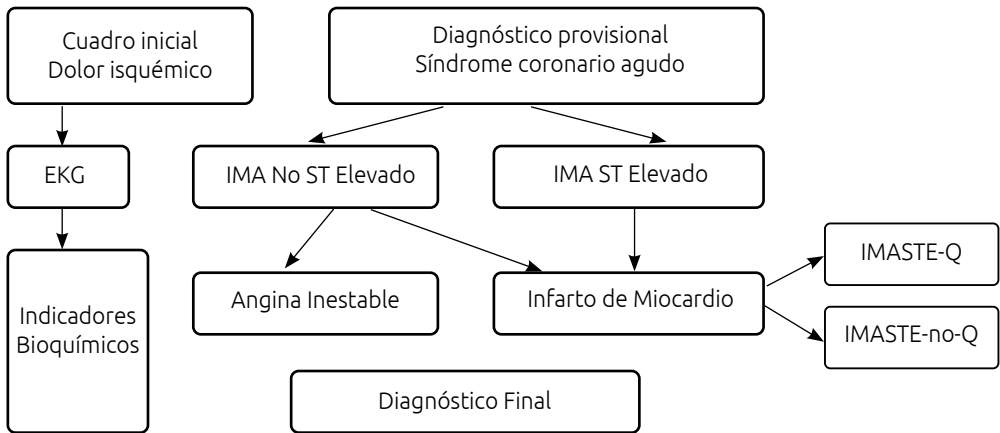 Cuadro inicial
Dolor isquémico
Diagnóstico provisional
Síndrome coronario agudo
EKG
IMA No ST Elevado
IMA ST Elevado
IMASTE-Q
Angina Inestable
Infarto de Miocardio
Indicadores
Bioquímicos
IMASTE-no-Q
Diagnóstico Final